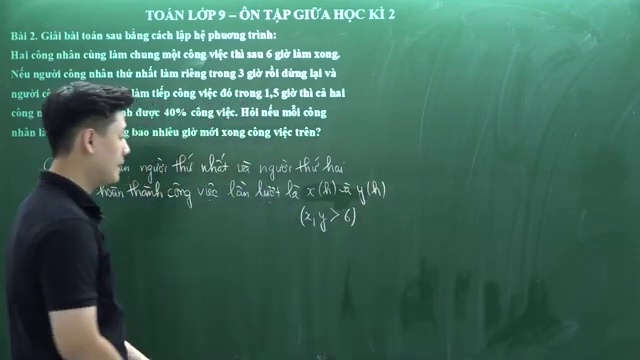 TOÁN LỚP 9 – ÔN TẬP GIỮA HỌC KÌ 2
Bài 2. Giải bài toán sau bằng cách lập hệ phương trình:
Hai công nhân cùng làm chung một công việc thì sau 6 giờ làm xong.
Nếu người công nhân thứ nhất làm riêng trong 3 giờ rồi dừng lại và
người làm tiếp công việc đó trong 1,5 giờ thì cả hai
công được 40% công việc. Hỏi nếu mỗi công
nhân bao nhiêu giờ mới xong công việc trên?
người thứ nhất và người thứ hai
hoàn thành công việc lần lượt là x(h) và y(h)
(x, y > 6)